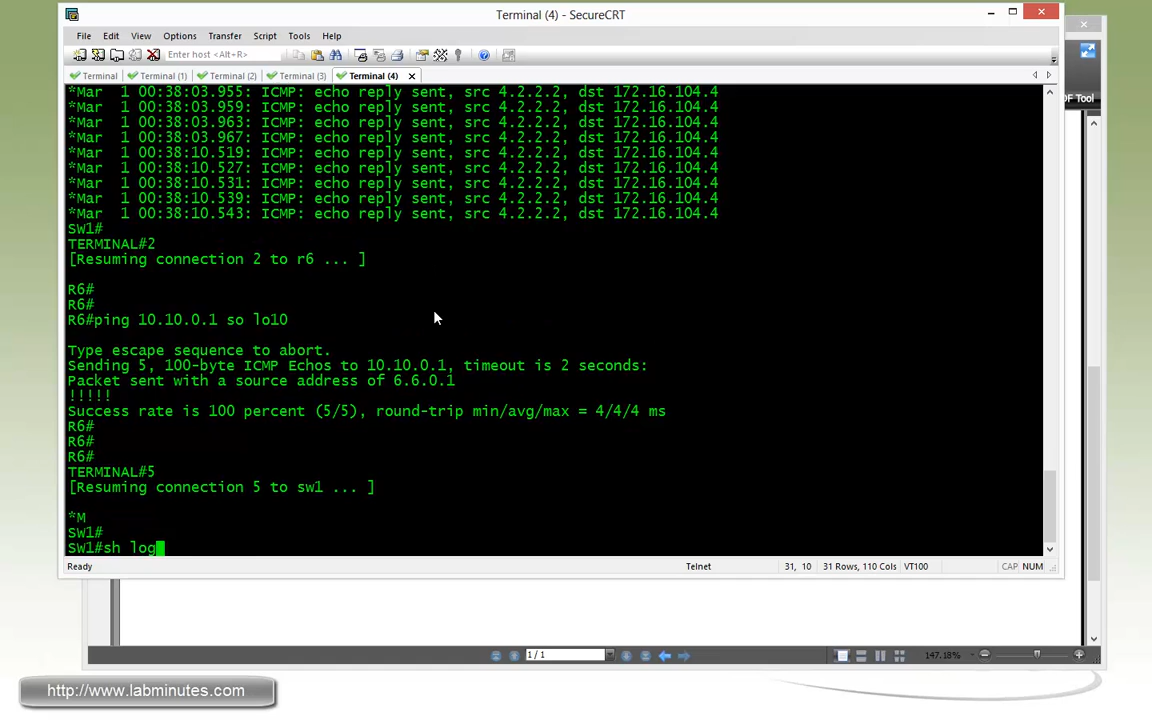 Terminal (4) - SecureCRT
File Edit View Options Transfer Script Tools Help
Enter host <Alt+R>
Terminal Terminal (1) Terminal (2) Terminal (3) Terminal (4)
DF Tool
*Mar  1 00:38:03.955: ICMP: echo reply sent, src 4.2.2.2, dst 172.16.104.4
*Mar  1 00:38:03.959: ICMP: echo reply sent, src 4.2.2.2, dst 172.16.104.4
*Mar  1 00:38:03.963: ICMP: echo reply sent, src 4.2.2.2, dst 172.16.104.4
*Mar  1 00:38:03.967: ICMP: echo reply sent, src 4.2.2.2, dst 172.16.104.4
*Mar  1 00:38:10.519: ICMP: echo reply sent, src 4.2.2.2, dst 172.16.104.4
*Mar  1 00:38:10.527: ICMP: echo reply sent, src 4.2.2.2, dst 172.16.104.4
*Mar  1 00:38:10.531: ICMP: echo reply sent, src 4.2.2.2, dst 172.16.104.4
*Mar  1 00:38:10.539: ICMP: echo reply sent, src 4.2.2.2, dst 172.16.104.4
*Mar  1 00:38:10.543: ICMP: echo reply sent, src 4.2.2.2, dst 172.16.104.4
SW1#
TERMINAL#2
[Resuming connection 2 to r6 ... ]
R6#
R6#
R6#ping 10.10.0.1 so lo10
Type escape sequence to abort.
Sending 5, 100-byte ICMP Echos to 10.10.0.1, timeout is 2 seconds:
Packet sent with a source address of 6.6.0.1
!!!!!
Success rate is 100 percent (5/5), round-trip min/avg/max = 4/4/4 ms
R6#
R6#
R6#
TERMINAL#5
[Resuming connection 5 to sw1 ... ]
*M
SW1#
SW1#sh log
Ready Telnet 31, 10 31 Rows, 110 Cols VT100 CAP NUM
1 / 1 147.18%
http://www.labminutes.com